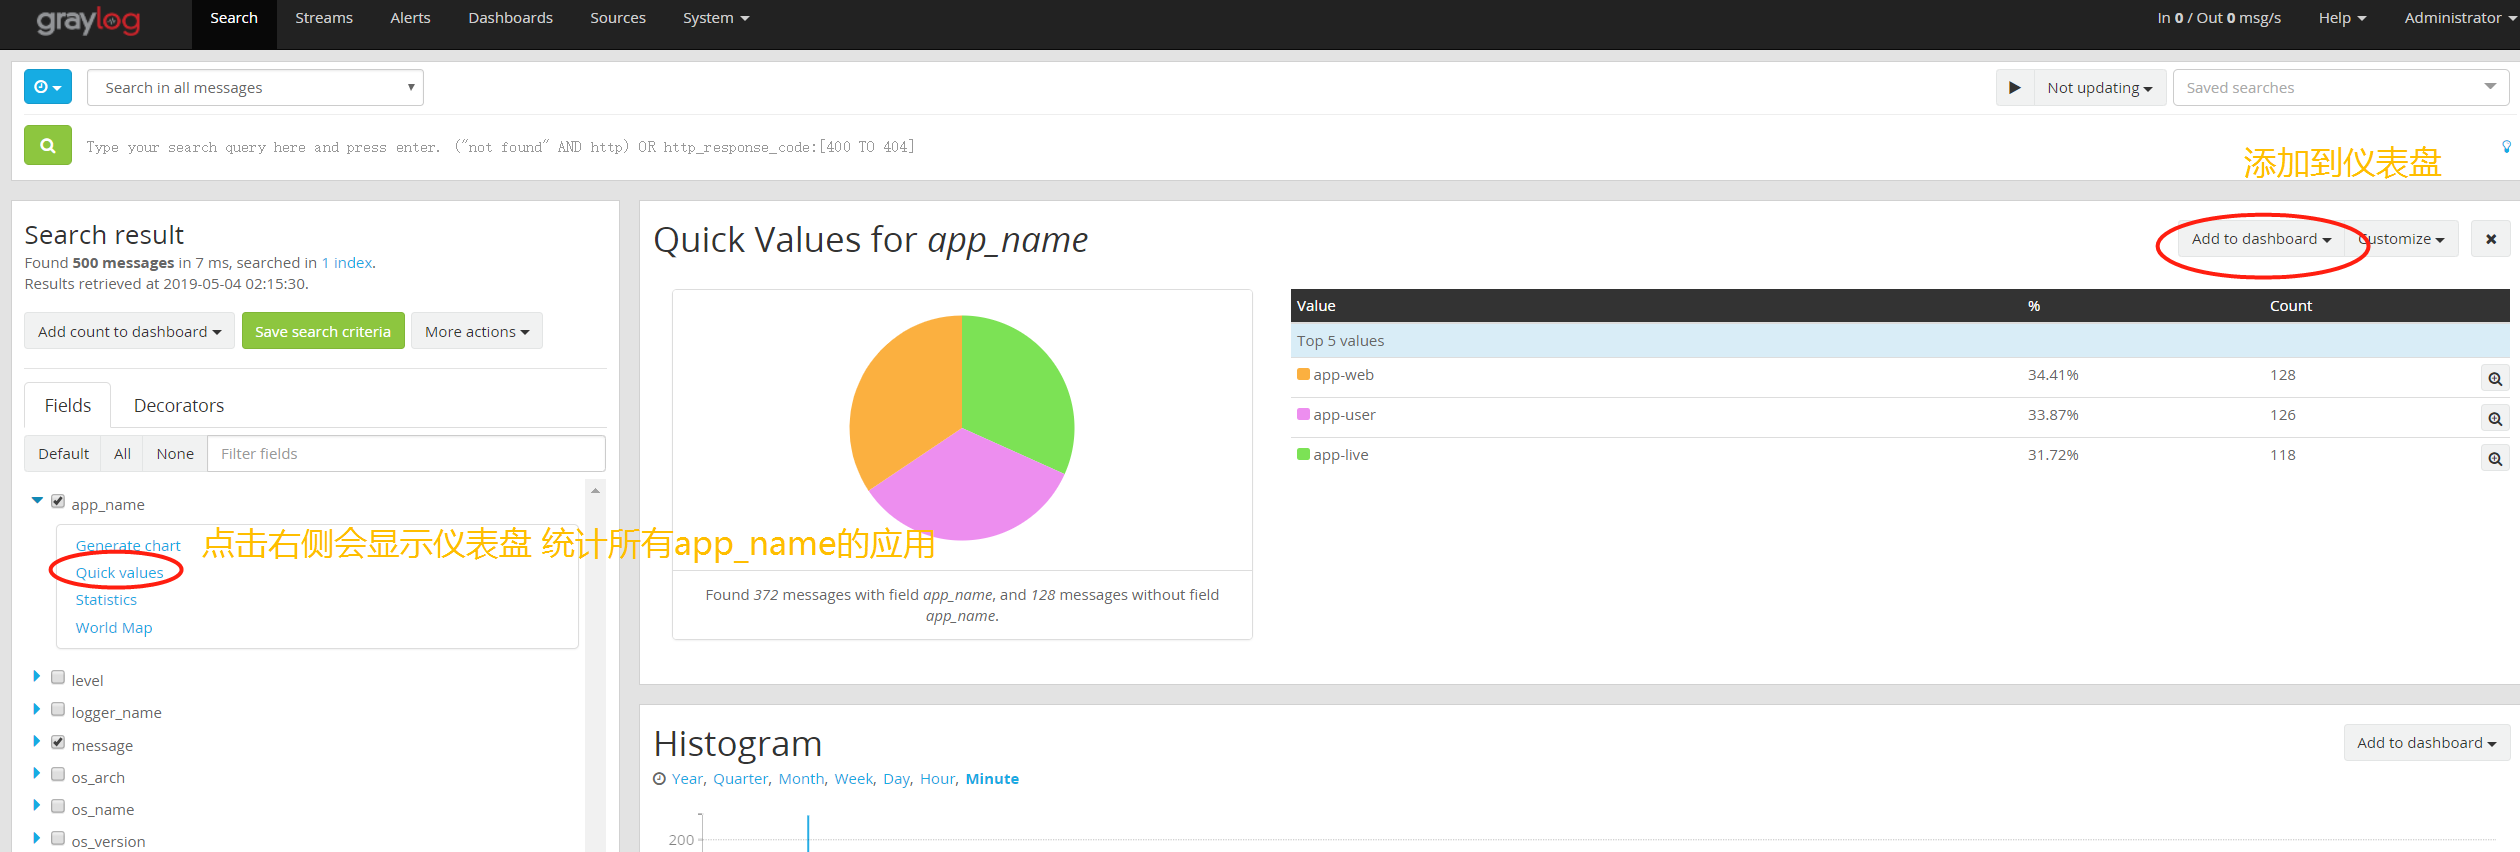 graylog
Search Streams Alerts Dashboards Sources System In 0 / Out 0 msg/s Help Administrator
Search in all messages Not updating Saved searches
Type your search query here and press enter. ("not found" AND http) OR http_response_code:[400 TO 404]
添加到仪表盘
Search result
Found 500 messages in 7 ms, searched in 1 index.
Results retrieved at 2019-05-04 02:15:30.
Add count to dashboard Save search criteria More actions
Fields Decorators
Default All None Filter fields
app_name
Generate chart
点击右侧会显示仪表盘 统计所有app_name的应用
Quick values
Statistics
World Map
level
logger_name
message
os_arch
os_name
os_version
Quick Values for app_name
Add to dashboard Customize
Value % Count
Top 5 values
app-web 34.41% 128
app-user 33.87% 126
app-live 31.72% 118
Found 372 messages with field app_name, and 128 messages without field
app_name.
Histogram
Add to dashboard
Year, Quarter, Month, Week, Day, Hour, Minute
200